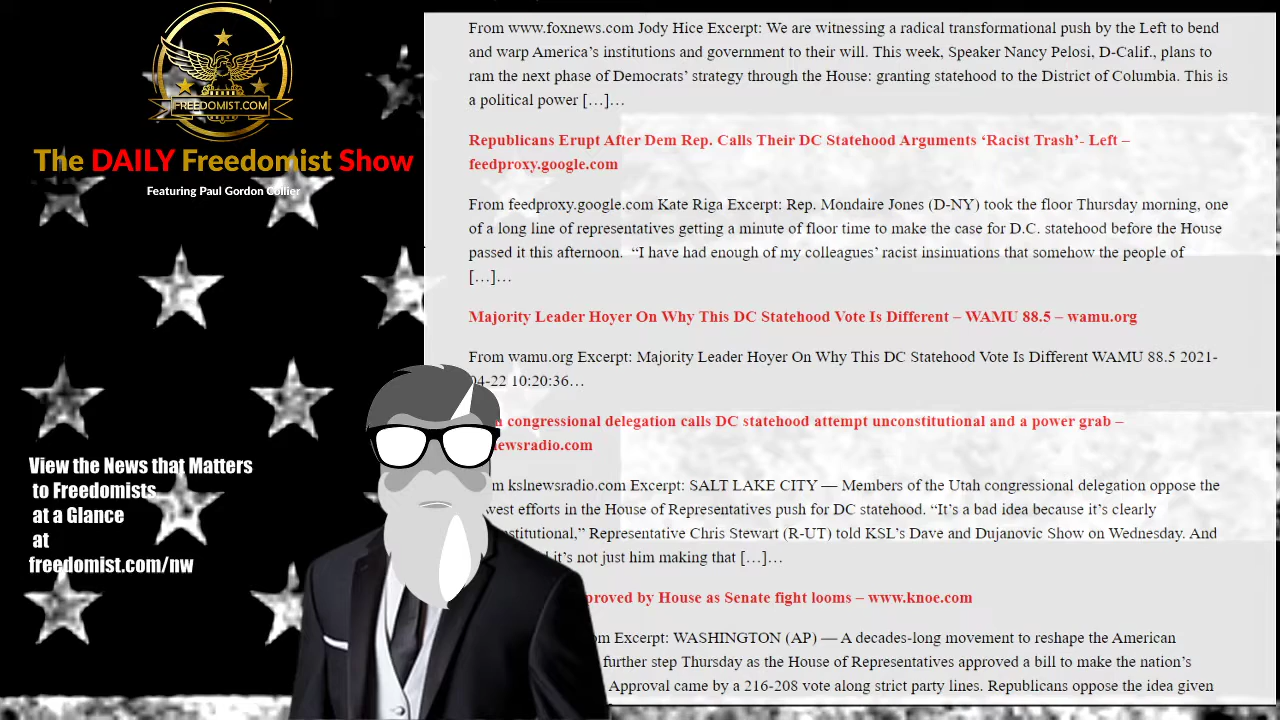 FREEDOMIST.COM
The DAILY Freedomist Show
Featuring Paul Gordon Collier
View the News that Matters
to Freedomists
at a Glance
at
freedomist.com/nw
From www.foxnews.com Jody Hice Excerpt: We are witnessing a radical transformational push by the Left to bend
and warp America’s institutions and government to their will. This week, Speaker Nancy Pelosi, D-Calif., plans to
ram the next phase of Democrats’ strategy through the House: granting statehood to the District of Columbia. This is
a political power […]…
Republicans Erupt After Dem Rep. Calls Their DC Statehood Arguments ‘Racist Trash’- Left –
feedproxy.google.com
From feedproxy.google.com Kate Riga Excerpt: Rep. Mondaire Jones (D-NY) took the floor Thursday morning, one
of a long line of representatives getting a minute of floor time to make the case for D.C. statehood before the House
passed it this afternoon. “I have had enough of my colleagues’ racist insinuations that somehow the people of
[…]…
Majority Leader Hoyer On Why This DC Statehood Vote Is Different – WAMU 88.5 – wamu.org
From wamu.org Excerpt: Majority Leader Hoyer On Why This DC Statehood Vote Is Different WAMU 88.5 2021-
04-22 10:20:36…
congressional delegation calls DC statehood attempt unconstitutional and a power grab –
newsradio.com
kslnewsradio.com Excerpt: SALT LAKE CITY — Members of the Utah congressional delegation oppose the
efforts in the House of Representatives push for DC statehood. “It’s a bad idea because it’s clearly
Representative Chris Stewart (R-UT) told KSL’s Dave and Dujanovic Show on Wednesday. And
it’s not just him making that […]…
by House as Senate fight looms – www.knoe.com
Excerpt: WASHINGTON (AP) — A decades-long movement to reshape the American
further step Thursday as the House of Representatives approved a bill to make the nation’s
Approval came by a 216-208 vote along strict party lines. Republicans oppose the idea given